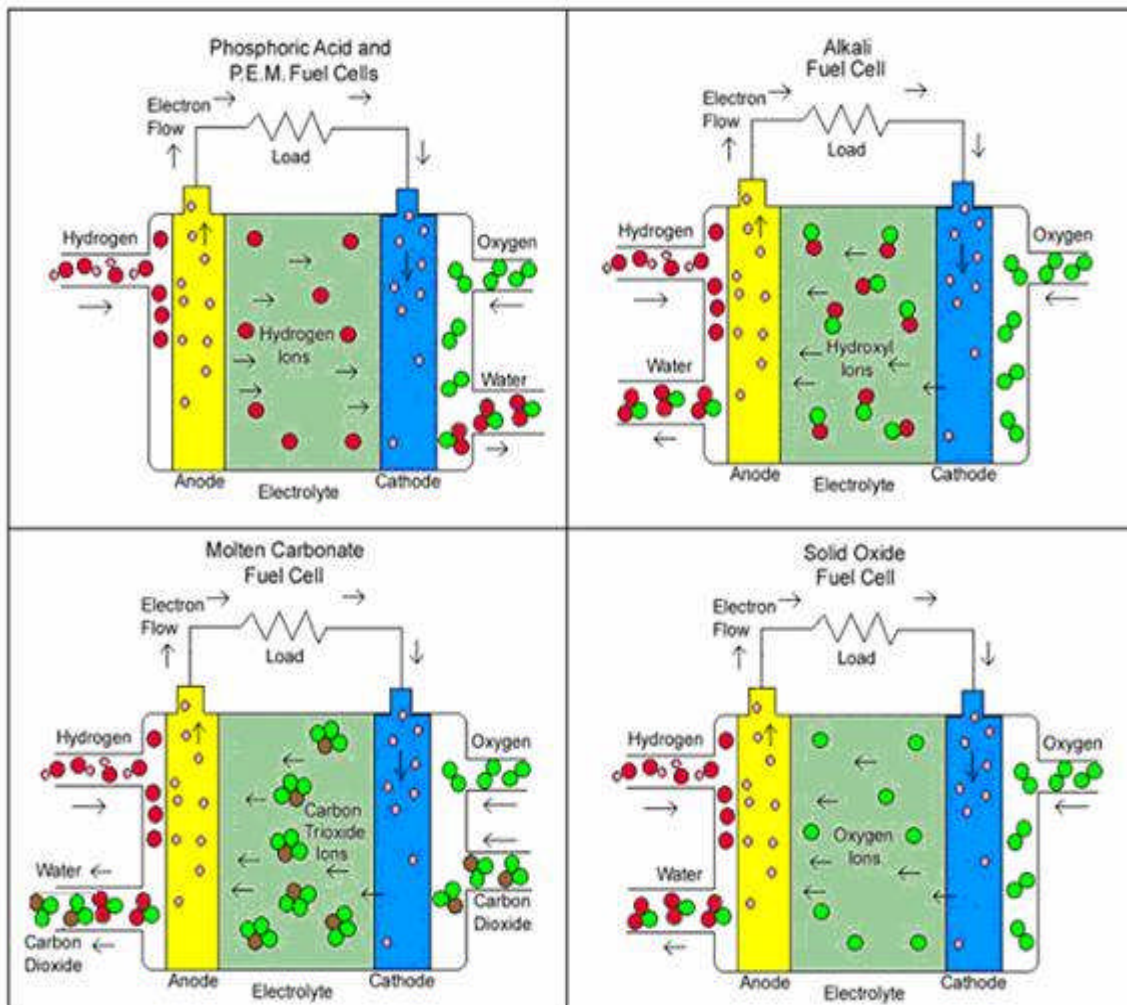 Phosphoric Acid and
P.E.M. Fuel Cells
Electron
Flow
Load
Hydrogen
Oxygen
Hydrogen
Ions
Water
Anode
Electrolyte
Cathode
Alkali
Fuel Cell
Electron
Flow
Load
Hydrogen
Oxygen
Water
Hydroxyl
Ions
Anode
Electrolyte
Cathode
Molten Carbonate
Fuel Cell
Electron
Flow
Load
Hydrogen
Oxygen
Carbon
Trioxide
Ions
Water
Carbon
Dioxide
Carbon
Dioxide
Anode
Electrolyte
Cathode
Solid Oxide
Fuel Cell
Electron
Flow
Load
Hydrogen
Oxygen
Oxygen
Ions
Water
Anode
Electrolyte
Cathode